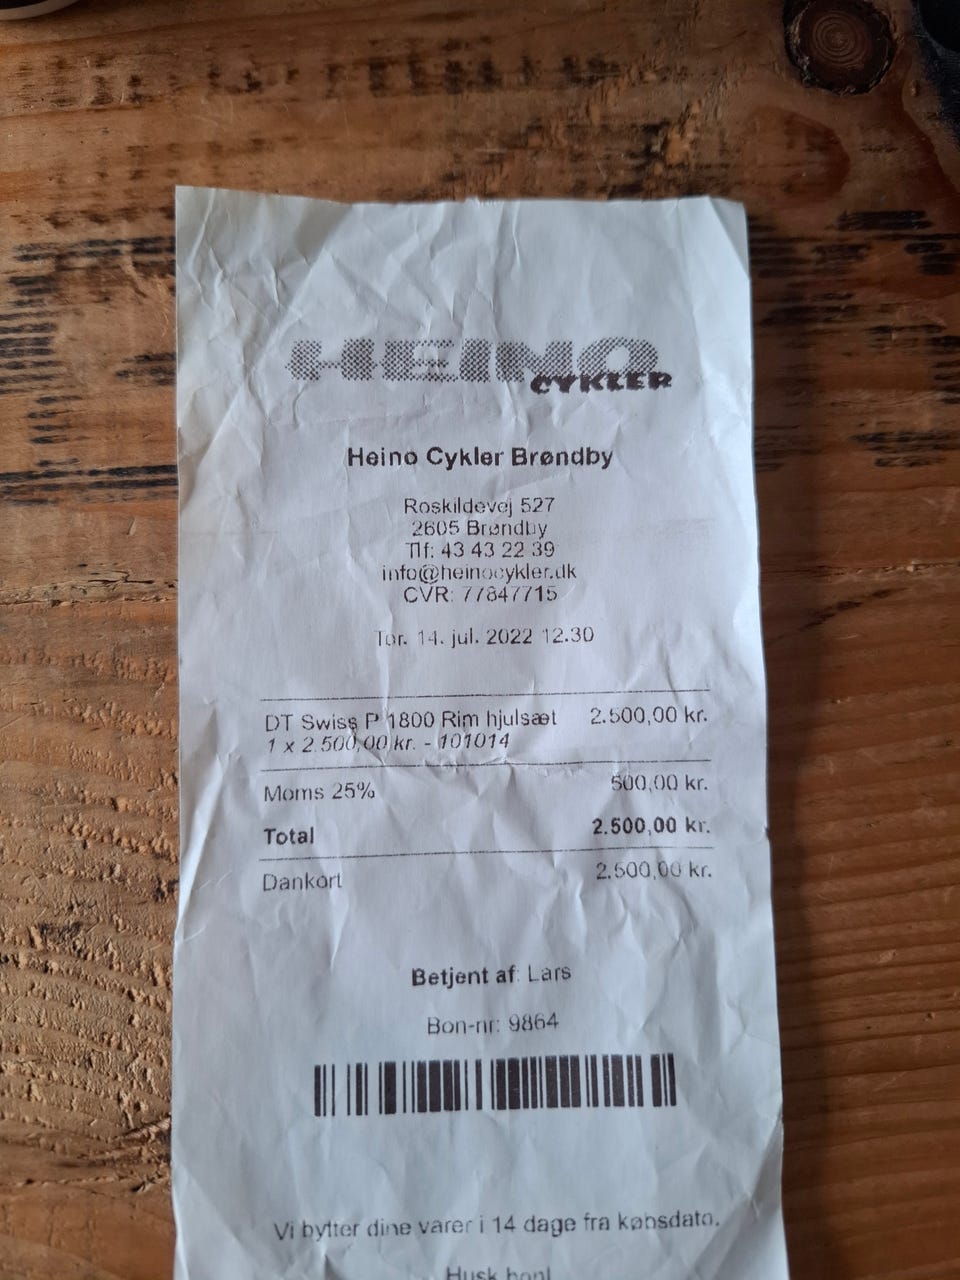 HEINO
CYKLER
Heino Cykler Brøndby
Roskildevej 527
2605 Brøndby
Tlf: 43 43 22 39
info@heinocykler.dk
CVR: 77847715
Tor. 14. jul. 2022 12.30
DT Swiss P 1800 Rim hjulsæt 2.500,00 kr.
1 x 2.500,00 kr. - 101014
Moms 25% 500,00 kr.
Total 2.500,00 kr.
Dankort 2.500,00 kr.
Betjent af: Lars
Bon-nr: 9864
Vi bytter dine varer i 14 dage fra købsdato.
Husk bon!